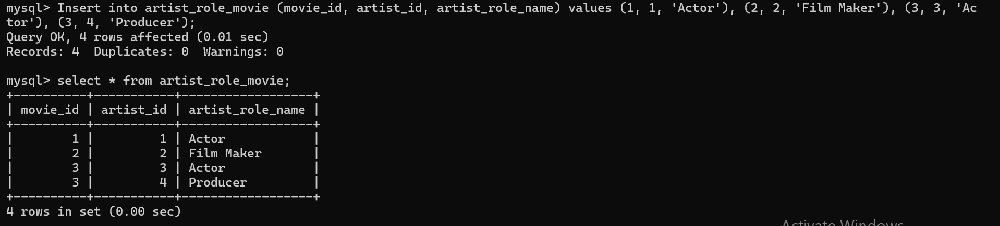 mysql> Insert into artist_role_movie (movie_id, artist_id, artist_role_name) values (1, 1, 'Actor'), (2, 2, 'Film Maker'), (3, 3, 'Ac
tor'), (3, 4, 'Producer');
Query OK, 4 rows affected (0.01 sec)
Records: 4  Duplicates: 0  Warnings: 0
mysql> select * from artist_role_movie;
+----------+-----------+------------------+
| movie_id | artist_id | artist_role_name |
+----------+-----------+------------------+
|        1 |         1 | Actor            |
|        2 |         2 | Film Maker       |
|        3 |         3 | Actor            |
|        3 |         4 | Producer         |
+----------+-----------+------------------+
4 rows in set (0.00 sec)
Activate Windows